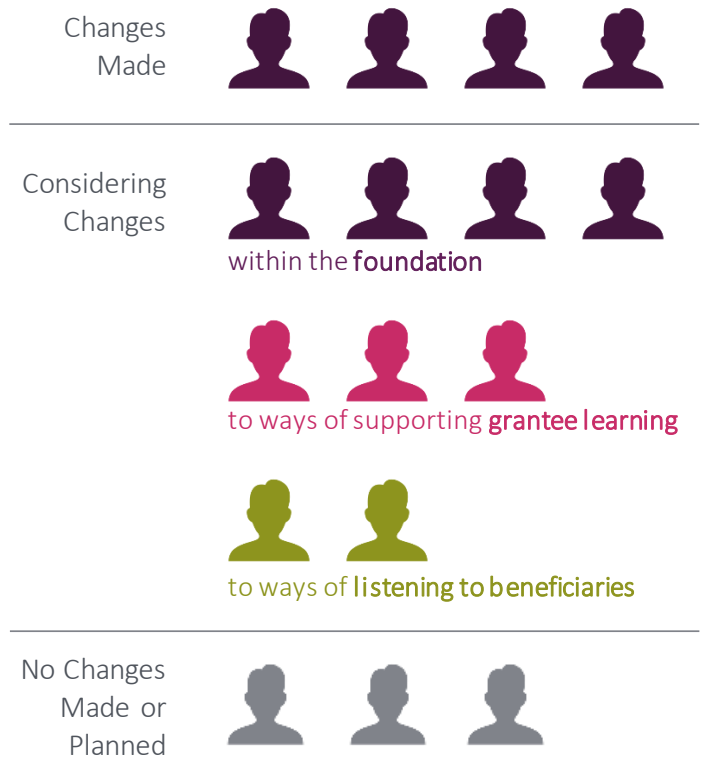 Changes
Made
Considering
Changes
within the foundation
to ways of supporting grantee learning
to ways of listening to beneficiaries
No Changes
Made or
Planned